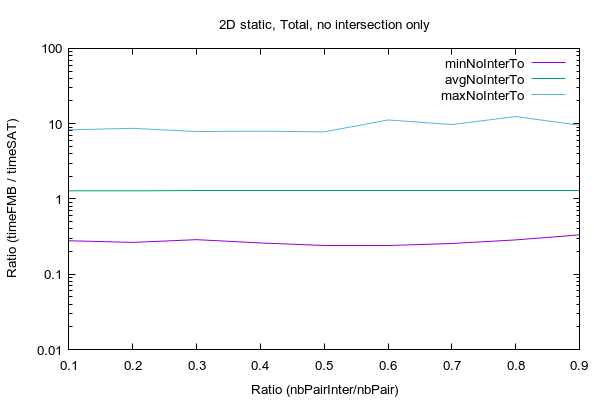 2D static, Total, no intersection only
100
10
1
0.1
0.01
Ratio (timeFMB / timeSAT)
minNoInterTo
avgNoInterTo
maxNoInterTo
0.1 0.2 0.3 0.4 0.5 0.6 0.7 0.8 0.9
Ratio (nbPairInter/nbPair)